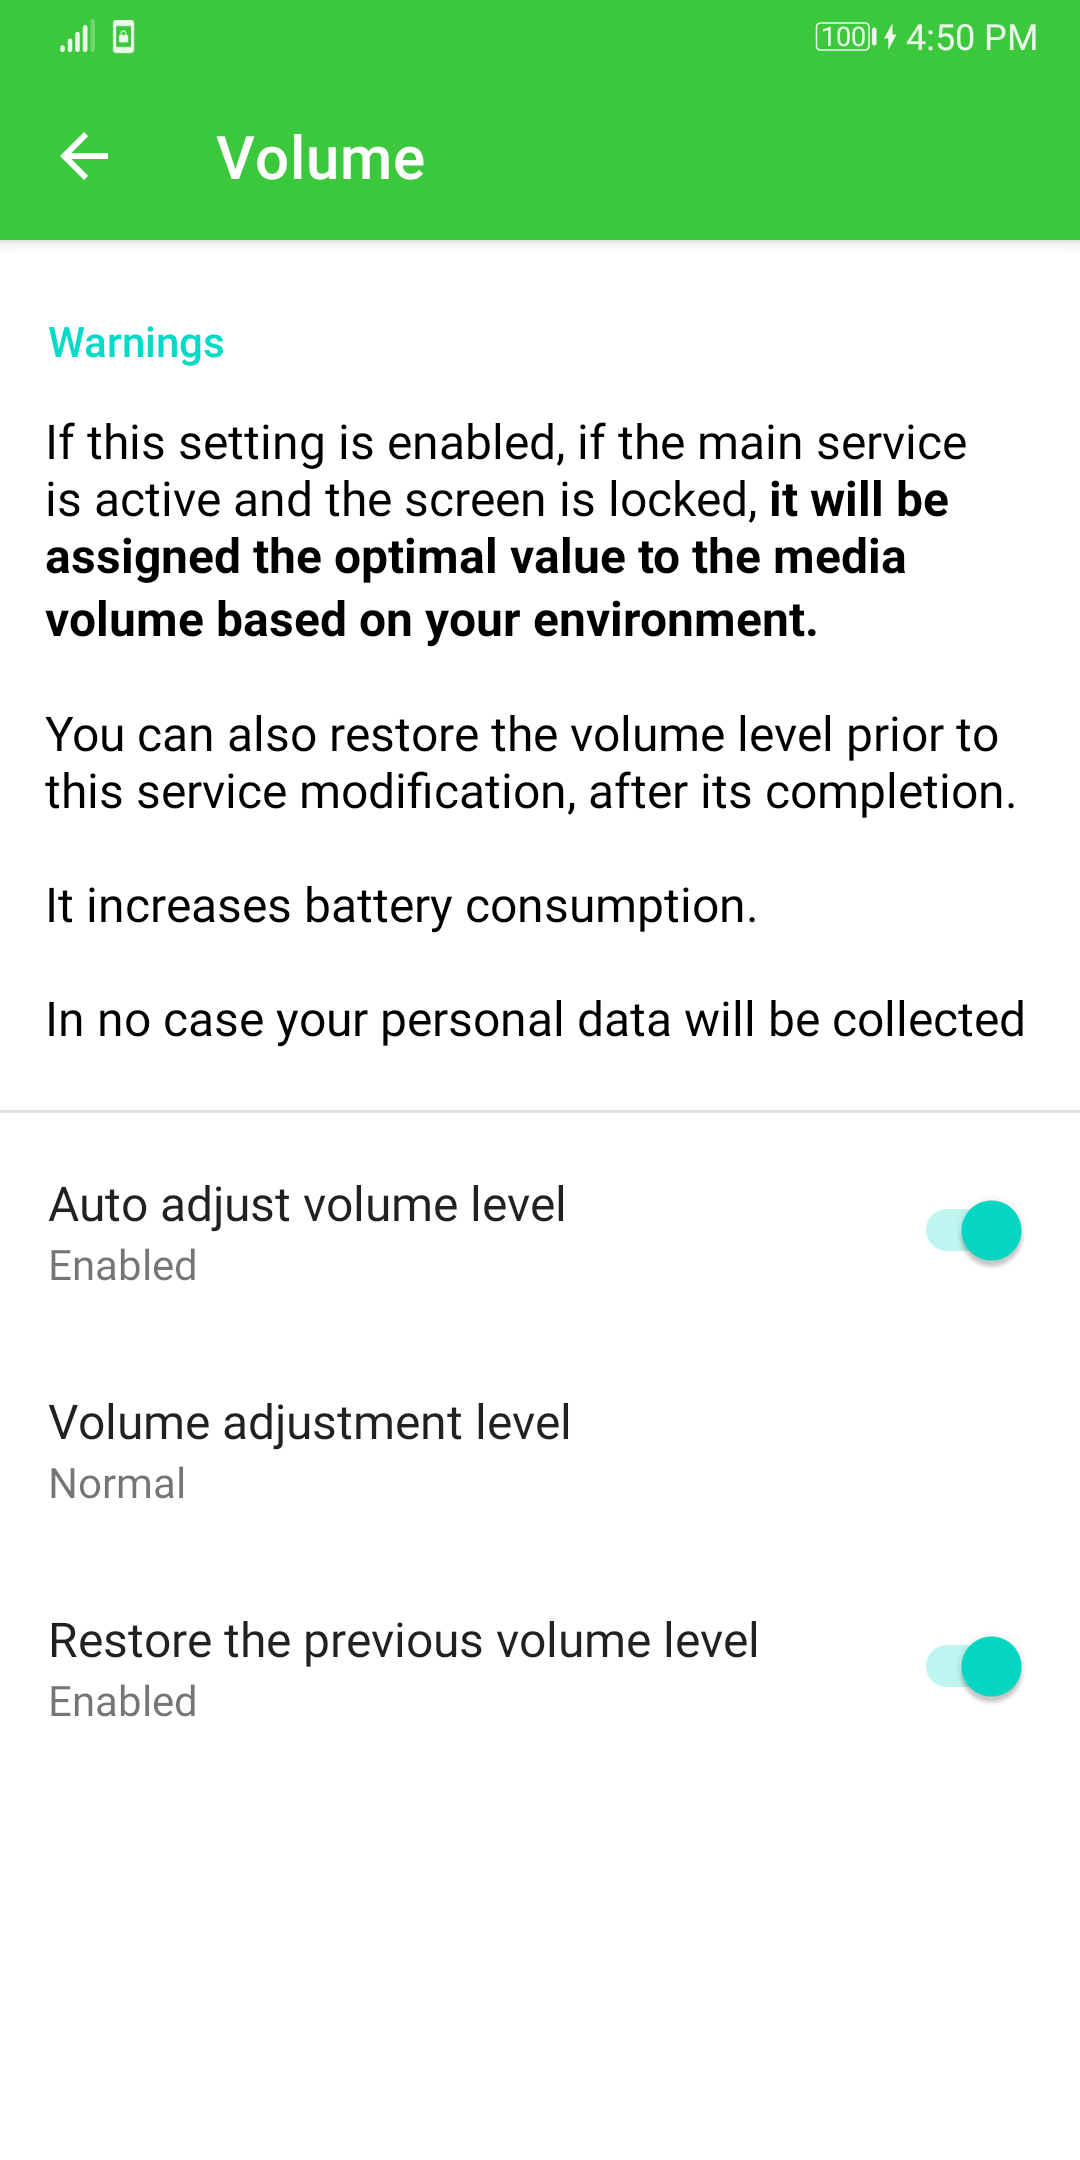 100 4:50 PM
Volume
Warnings
If this setting is enabled, if the main service
is active and the screen is locked, it will be
assigned the optimal value to the media
volume based on your environment.
You can also restore the volume level prior to
this service modification, after its completion.
It increases battery consumption.
In no case your personal data will be collected
Auto adjust volume level
Enabled
Volume adjustment level
Normal
Restore the previous volume level
Enabled